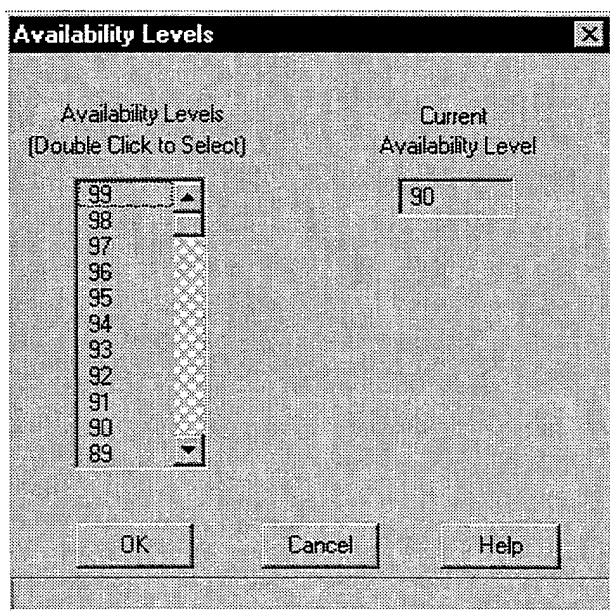 Availability Levels
Availability Levels
(Double Click to Select)
Current
Availability Level
99
98
97
96
95
94
93
92
91
90
89
90
OK
Cancel
Help